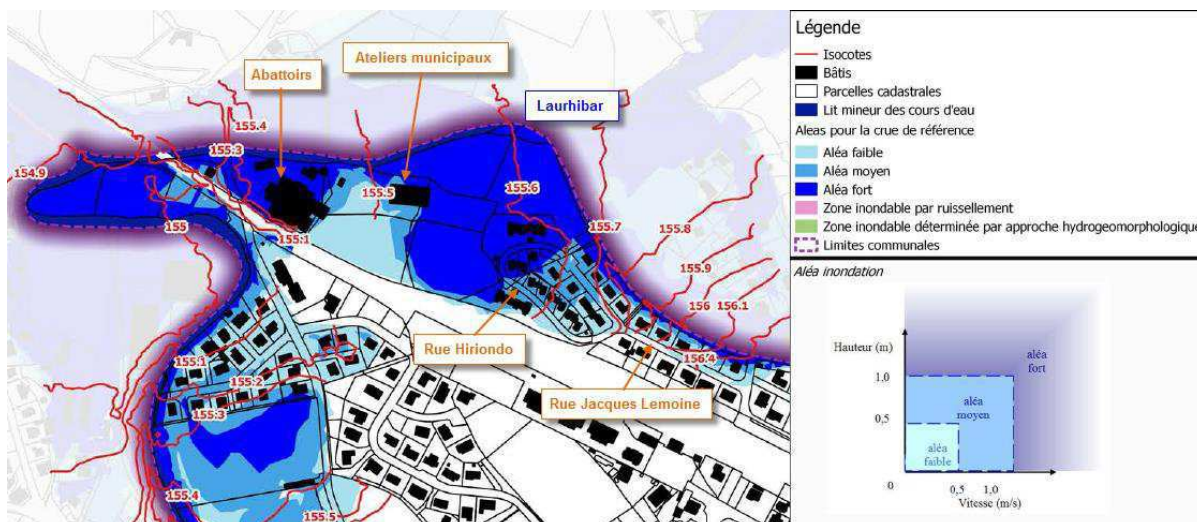 Abattoirs
Ateliers municipaux
Laurhibar
155.4
155.3
154.9
155
155.1
155.5
155.6
155.7
155.8
155.9
156
156.1
156.4
Rue Hiriondo
Rue Jacques Lemoine
155.1
155.2
155.3
155.4
155.5
Légende
Isocotes
Bâtis
Parcelles cadastrales
Lit mineur des cours d'eau
Aleas pour la crue de référence
Aléa faible
Aléa moyen
Aléa fort
Zone inondable par ruissellement
Zone inondable déterminée par approche hydrogeomorphologique
Limites communales
Aléa inondation
Hauteur (m)
1,0
0,5
0
aléa
fort
aléa
moyen
aléa
faible
0,5 1,0
Vitesse (m/s)